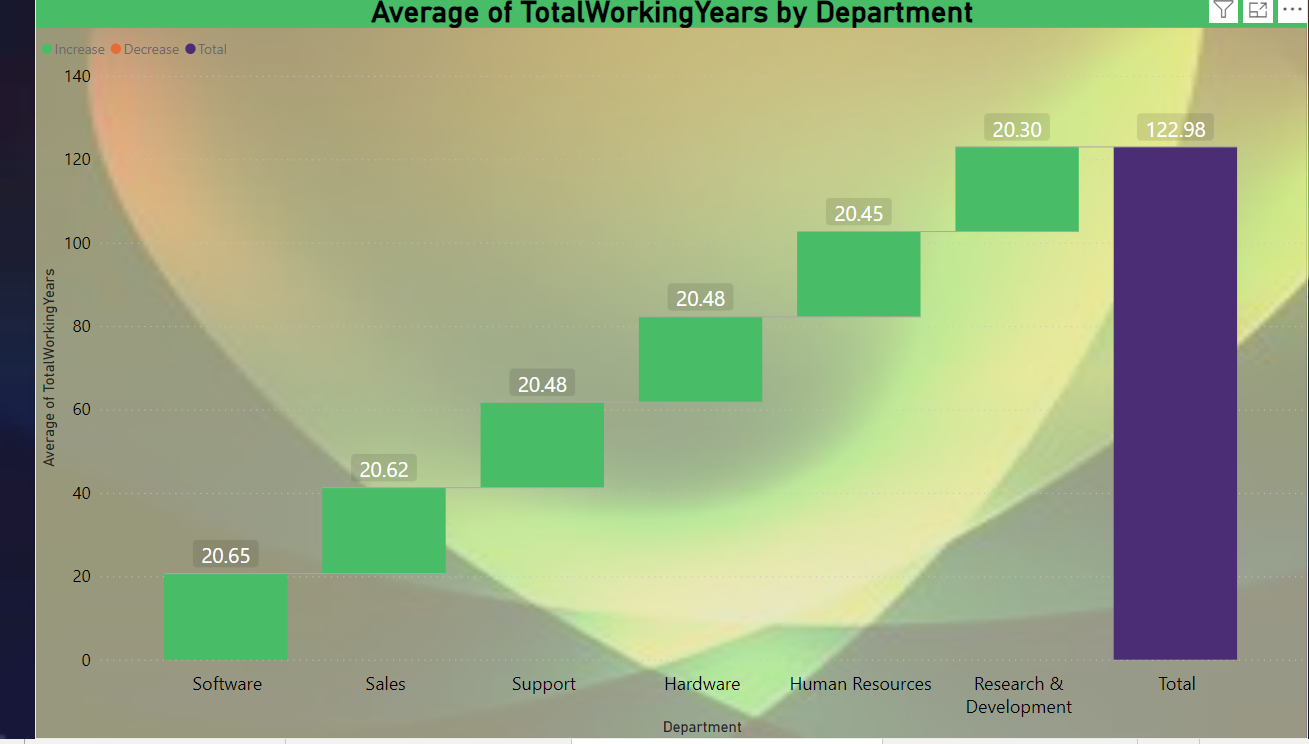 Average of TotalWorkingYears by Department
Increase Decrease Total
140
120
100
80
60
40
20
0
Average of TotalWorkingYears
20.65
20.62
20.48
20.48
20.45
20.30
122.98
Software
Sales
Support
Hardware
Human Resources
Research &
Development
Total
Department